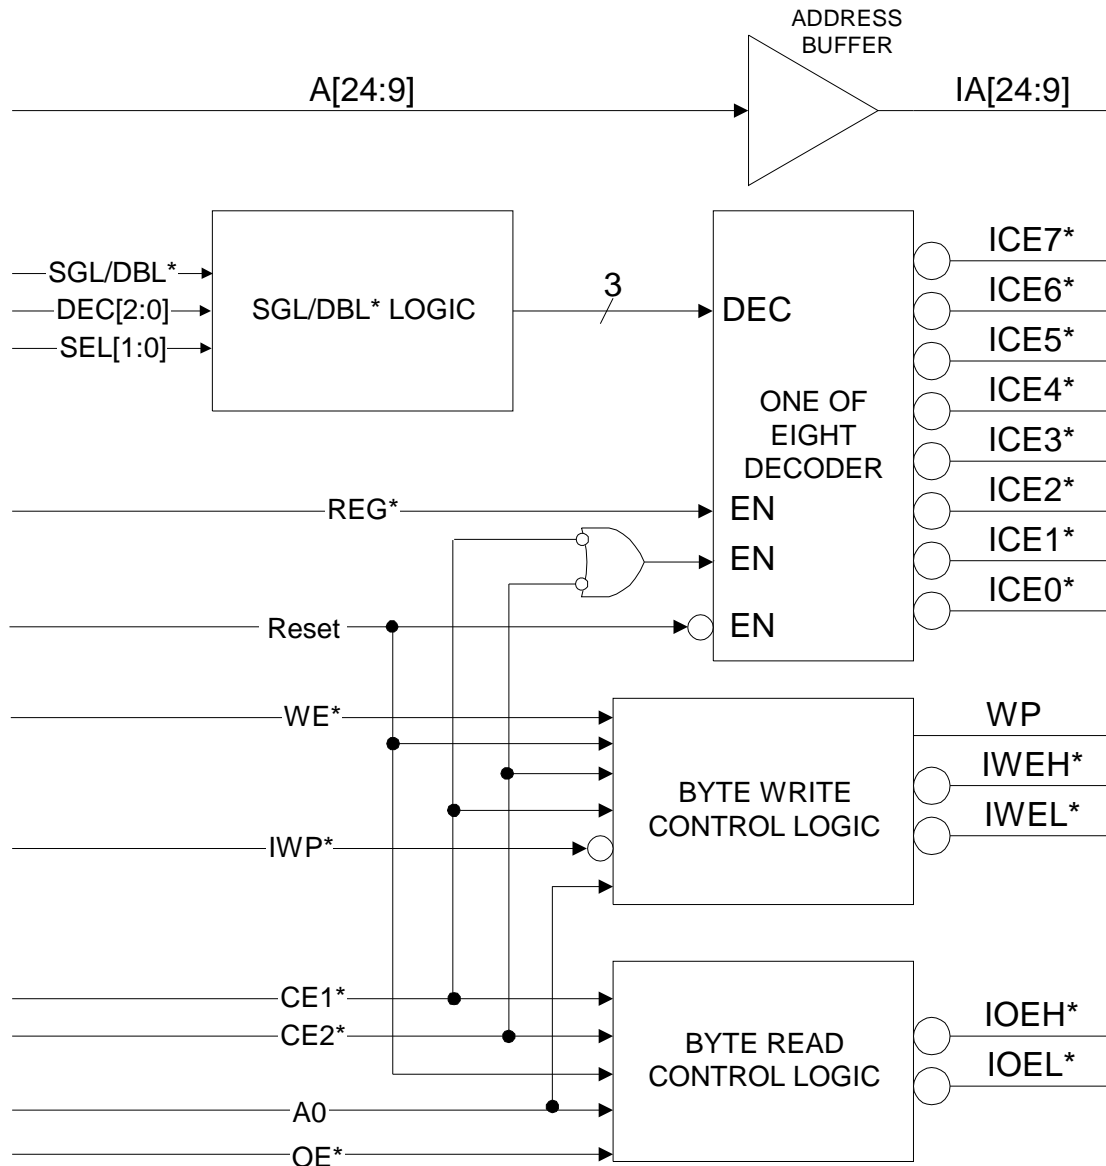 ADDRESS
BUFFER
A[24:9]
IA[24:9]
SGL/DBL*
DEC[2:0]
SEL[1:0]
SGL/DBL* LOGIC
3
DEC
ONE OF
EIGHT
DECODER
EN
EN
EN
ICE7*
ICE6*
ICE5*
ICE4*
ICE3*
ICE2*
ICE1*
ICE0*
REG*
Reset
WE*
IWP*
BYTE WRITE
CONTROL LOGIC
WP
IWEH*
IWEL*
CE1*
CE2*
A0
OE*
BYTE READ
CONTROL LOGIC
IOEH*
IOEL*